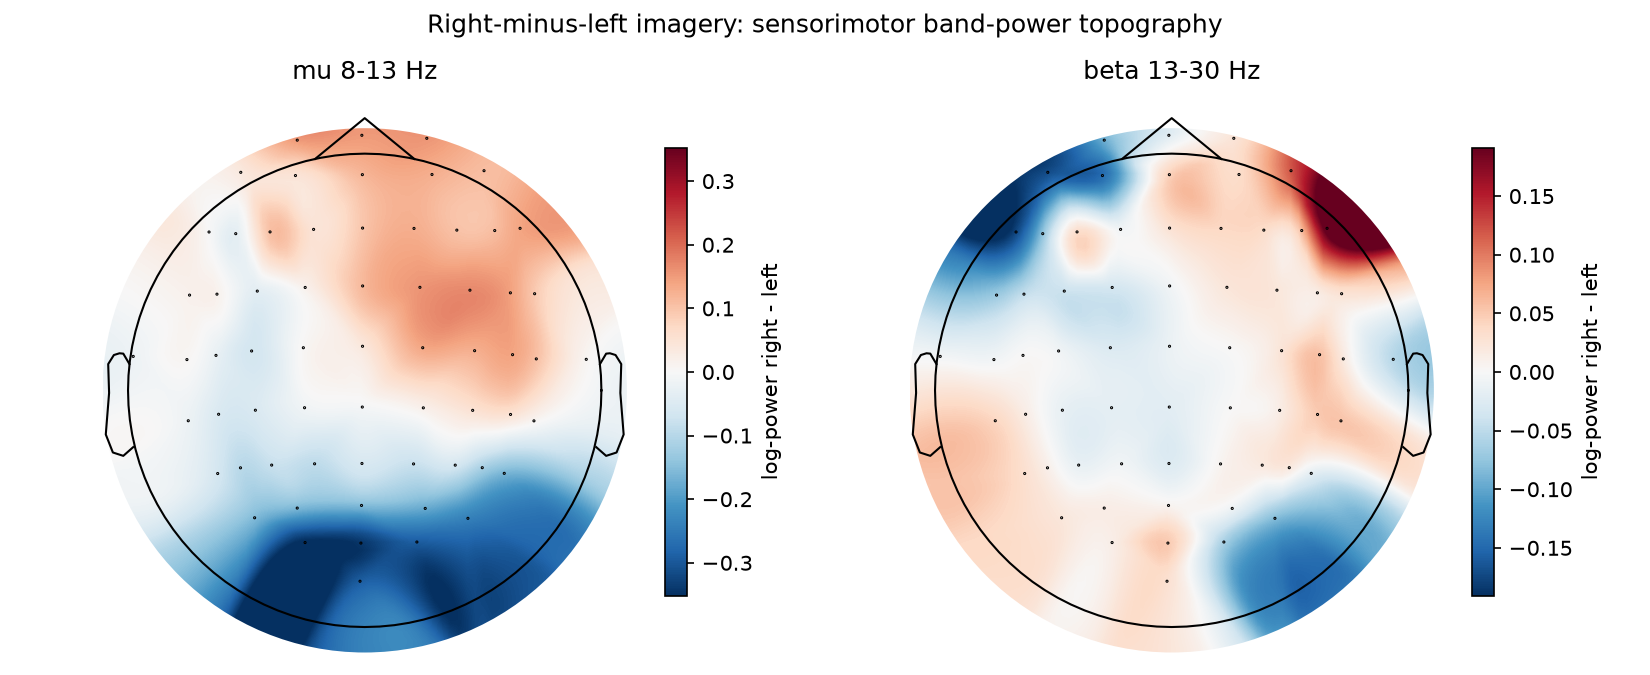 Right-minus-left imagery: sensorimotor band-power topography
mu 8-13 Hz
beta 13-30 Hz
0.3
0.2
0.1
0.0
−0.1
−0.2
−0.3
log-power right - left
0.15
0.10
0.05
0.00
−0.05
−0.10
−0.15
log-power right - left